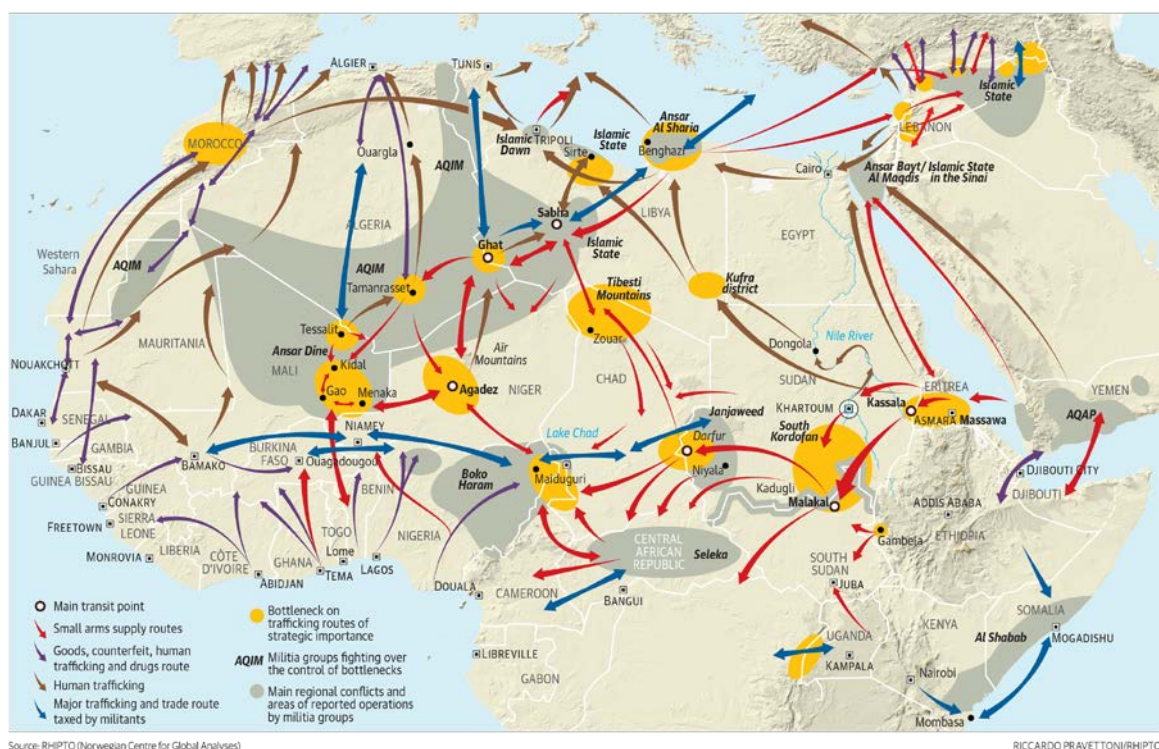 ALGIER
TUNIS
MOROCCO
Ouargla
AQIM
Islamic
Dawn
TRIPOLI
Islamic
State
Sirte
Ansar
Al Sharia
Benghazi
Islamic
State
LEBANON
Cairo
Ansar Bayt/
Al Maqdis
Islamic State
in the Sinai
Western
Sahara
AQIM
ALGERIA
AQIM
Tamanrasset
Ghat
Sabha
LIBYA
Islamic
State
EGYPT
Tibesti
Mountains
Kufra
district
Zouar
Tessalit
Ansar Dine
Kidal
Gao
Menaka
MALI
MAURITANIA
NOUAKCHOTT
Aïr
Mountains
Agadez
NIGER
CHAD
Dongola
Nile River
SUDAN
KHARTOUM
Kassala
ERITREA
ASMARA
Massawa
YEMEN
AQAP
DAKAR
SENEGAL
BANJUL
GAMBIA
BISSAU
GUINEA BISSAU
BAMAKO
BURKINA
FASO
Ouagadougou
NIAMEY
Lake Chad
Janjaweed
Darfur
Niyala
South
Kordofan
Kadugli
Malakal
DJIBOUTI CITY
DJIBOUTI
ADDIS ABABA
ETHIOPIA
Gambela
GUINEA
CONAKRY
FREETOWN
SIERRA
LEONE
MONROVIA
LIBERIA
CÔTE
D'IVOIRE
ABIDJAN
GHANA
TEMA
TOGO
Lome
BENIN
LAGOS
NIGERIA
Boko
Haram
Maiduguri
DOUALA
CAMEROON
CENTRAL
AFRICAN
REPUBLIC
Seleka
BANGUI
SOUTH
SUDAN
JUBA
LIBREVILLE
GABON
UGANDA
KAMPALA
KENYA
Nairobi
Mombasa
SOMALIA
Al Shabab
MOGADISHU
Main transit point
Small arms supply routes
Goods, counterfeit, human
trafficking and drugs route
Human trafficking
Major trafficking and trade route
taxed by militants
Bottleneck on
trafficking routes of
strategic importance
AQIM Militia groups fighting over
the control of bottlenecks
Main regional conflicts and
areas of reported operations
by militia groups
Source: RHIPTO (Norwegian Centre for Global Analyses)
RICCARDO PRAVETTONI/RHIPTO